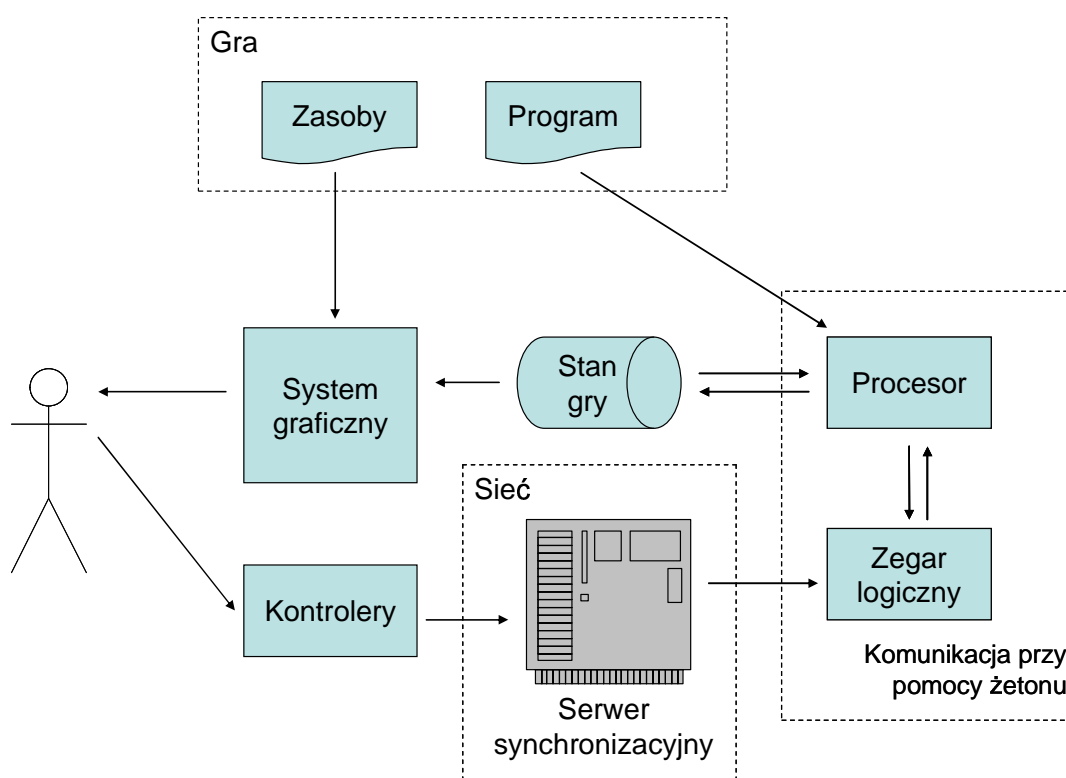 Gra
Zasoby
Program
System
graficzny
Stan
gry
Procesor
Sieć
Kontrolery
Zegar
logiczny
Komunikacja przy
pomocy żetonu
Serwer
synchronizacyjny